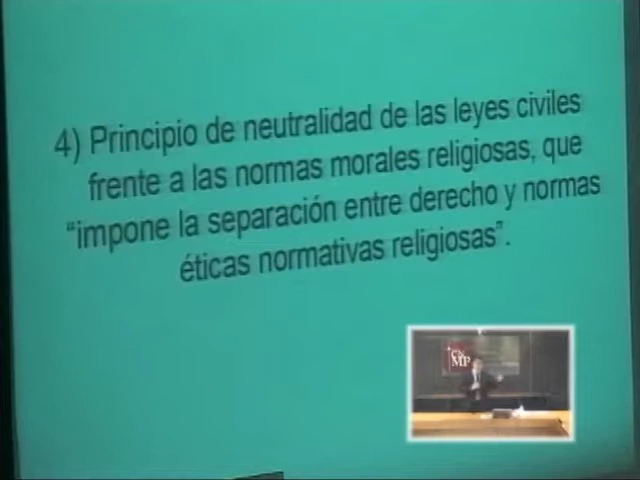 4) Principio de neutralidad de las leyes civiles
frente a las normas morales religiosas, que
“impone la separación entre derecho y normas
éticas normativas religiosas”.
MP